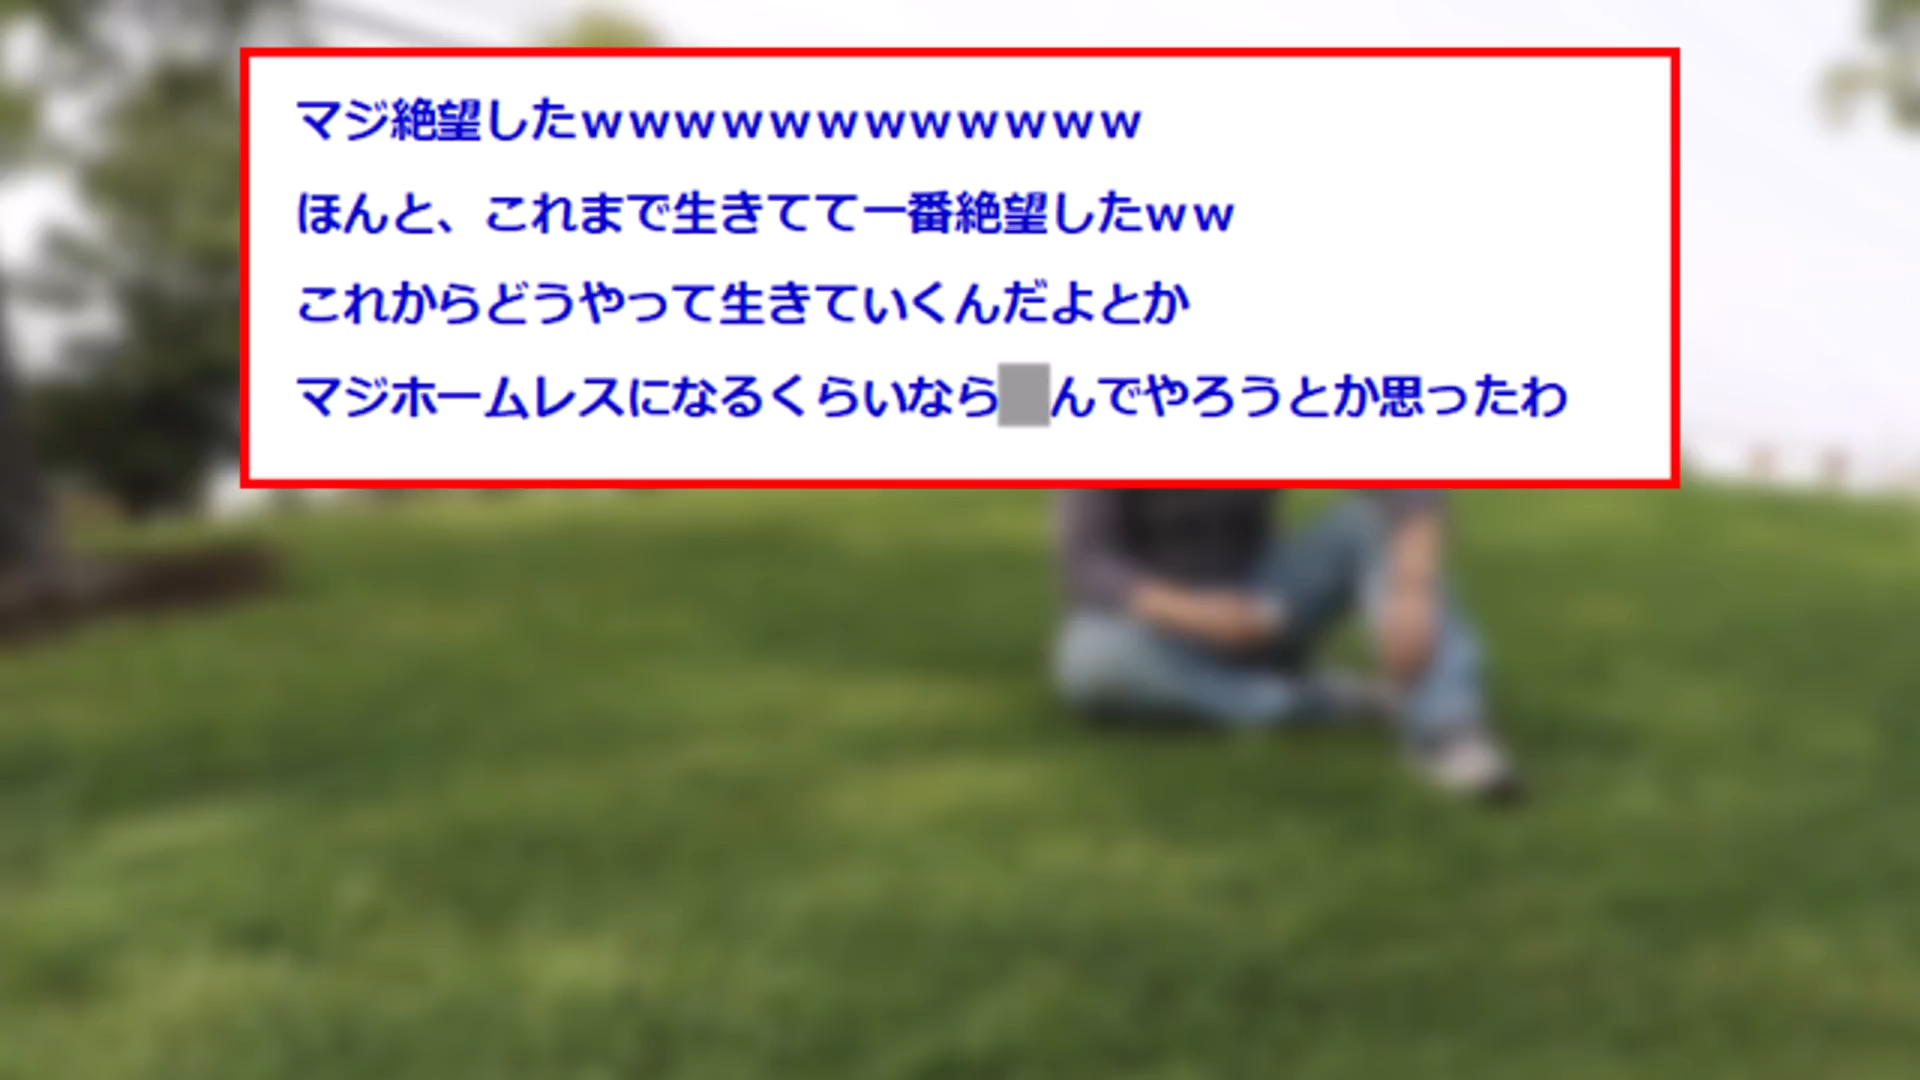 マジ絶望したｗｗｗｗｗｗｗｗｗｗｗｗ
ほんと、これまで生きてて一番絶望したｗｗ
これからどうやって生きていくんだよとか
マジホームレスになるくらいなら んでやろうとか思ったわ